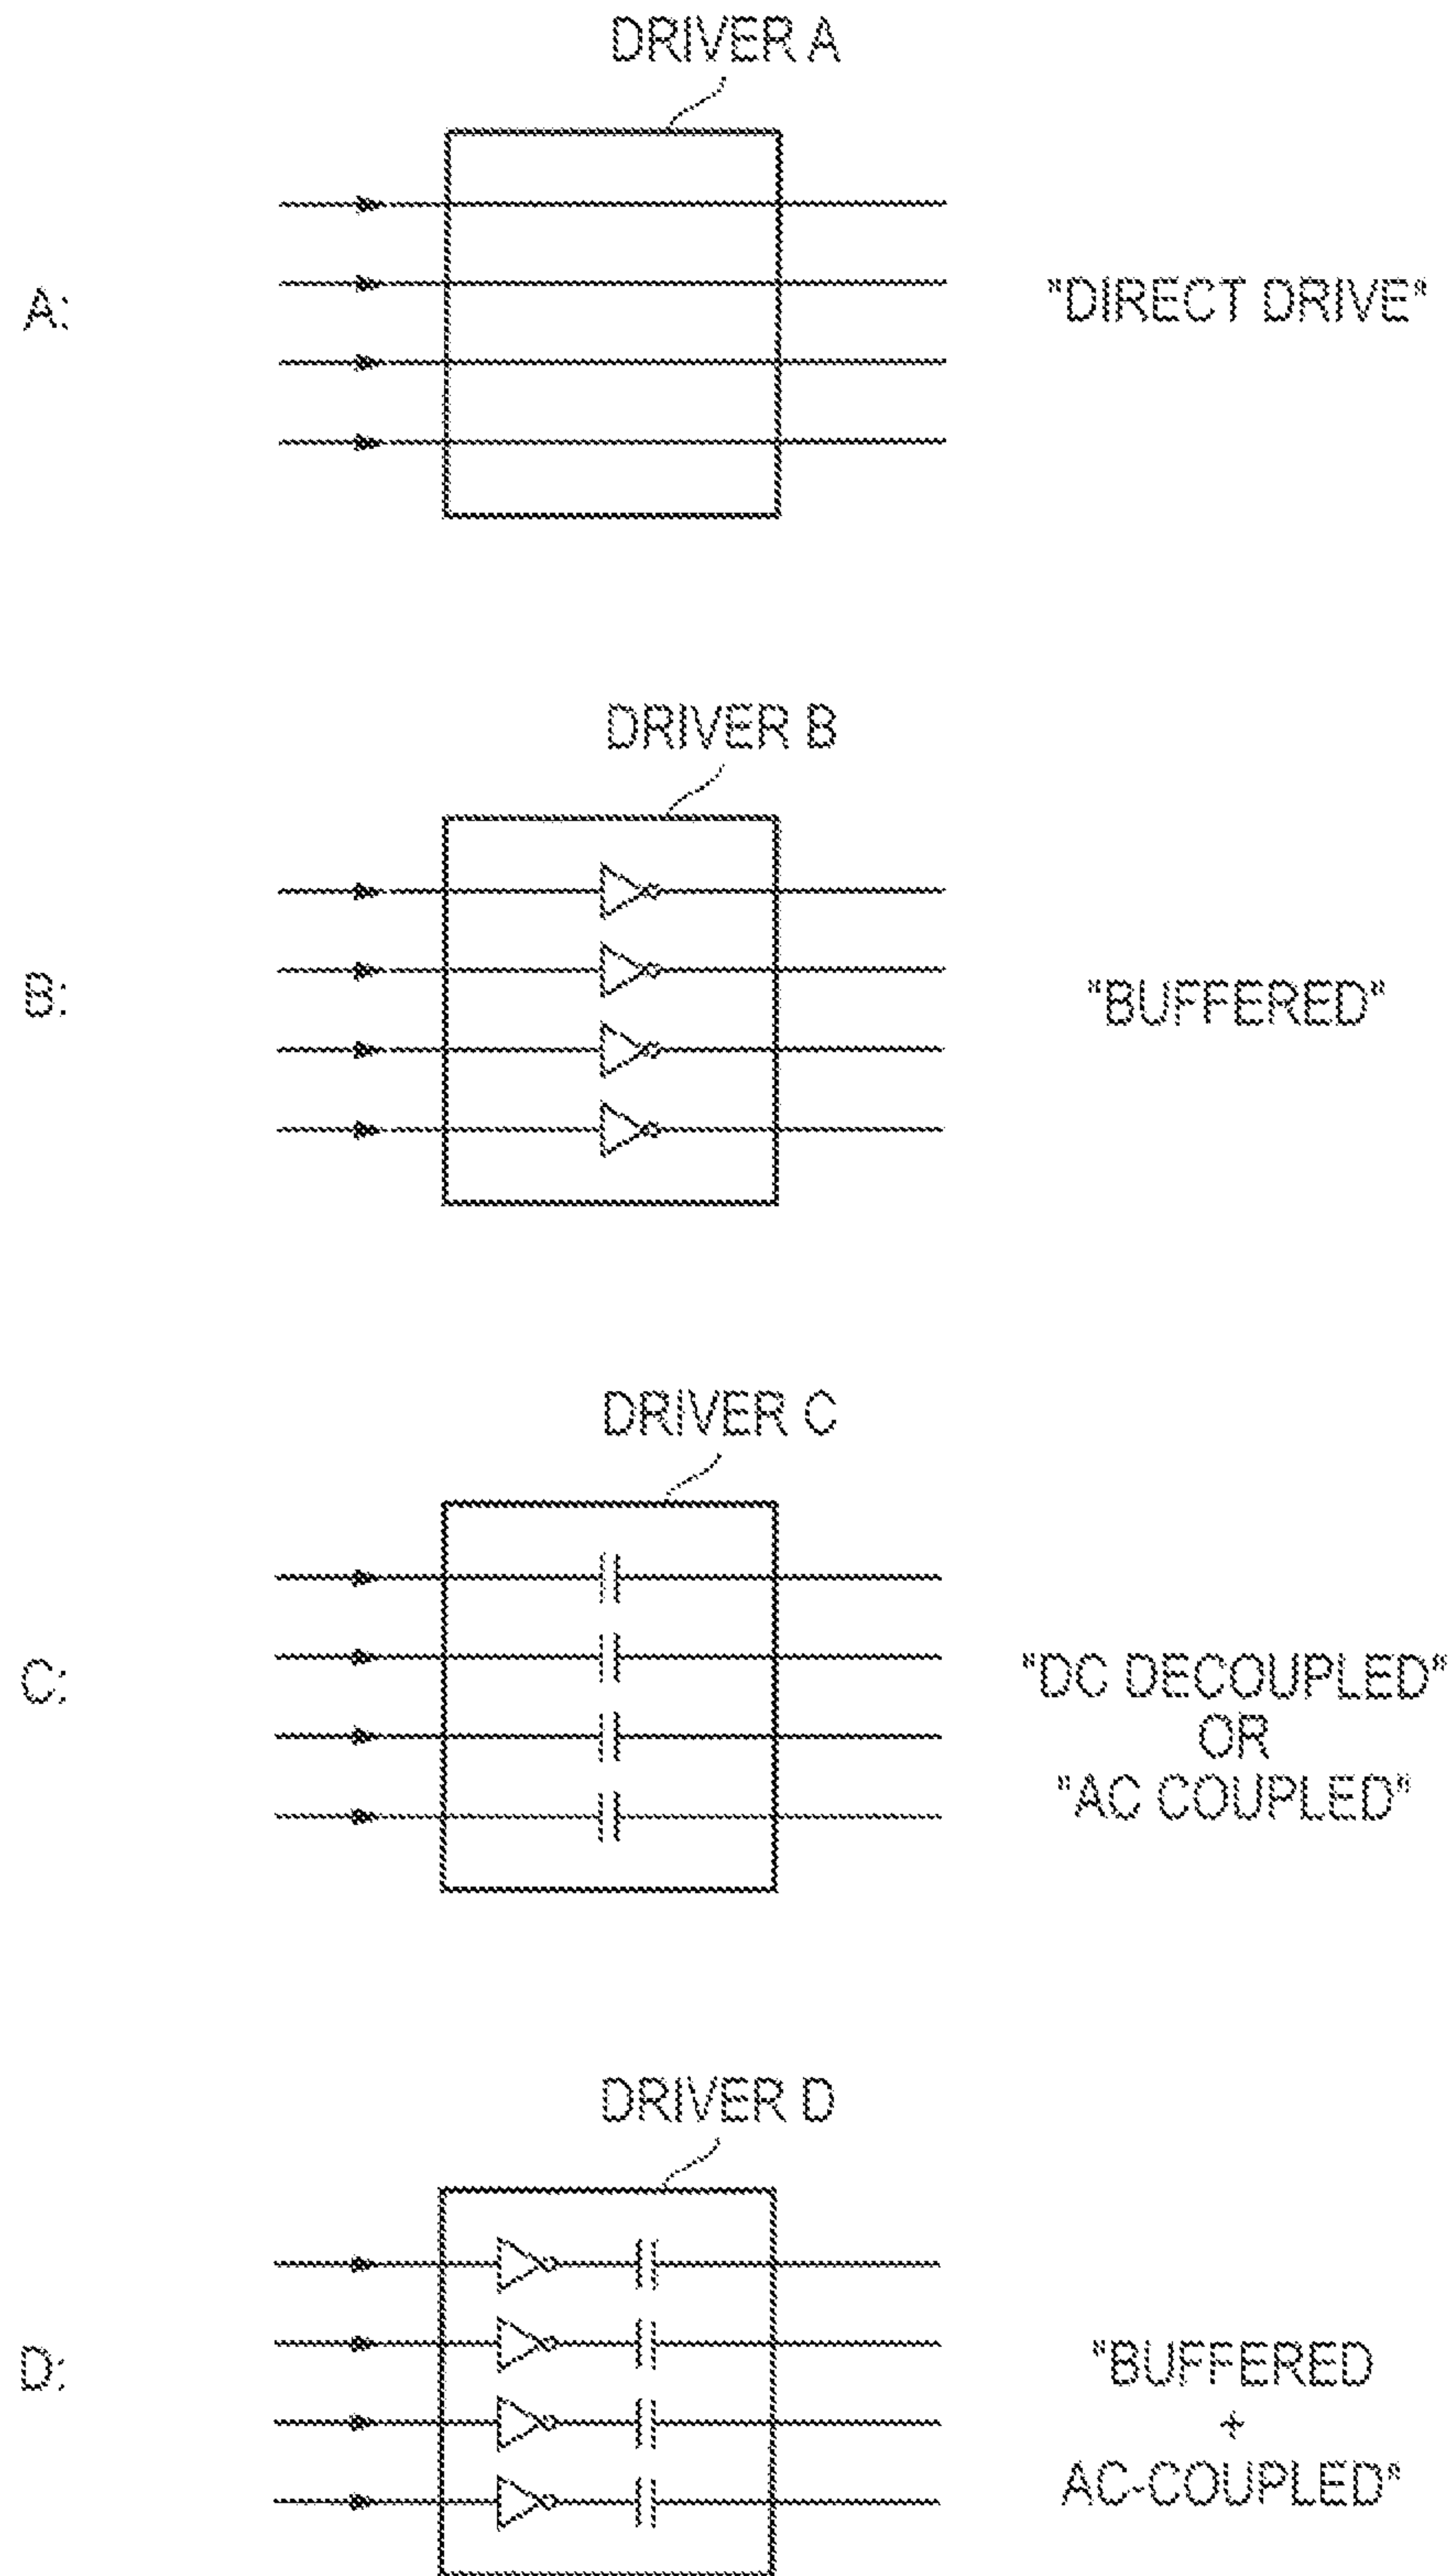 DRIVER A
A:
"DIRECT DRIVE"
DRIVER B
B:
"BUFFERED"
DRIVER C
C:
"DC DECOUPLED"
OR
"AC COUPLED"
DRIVER D
D:
"BUFFERED
+
AC-COUPLED"